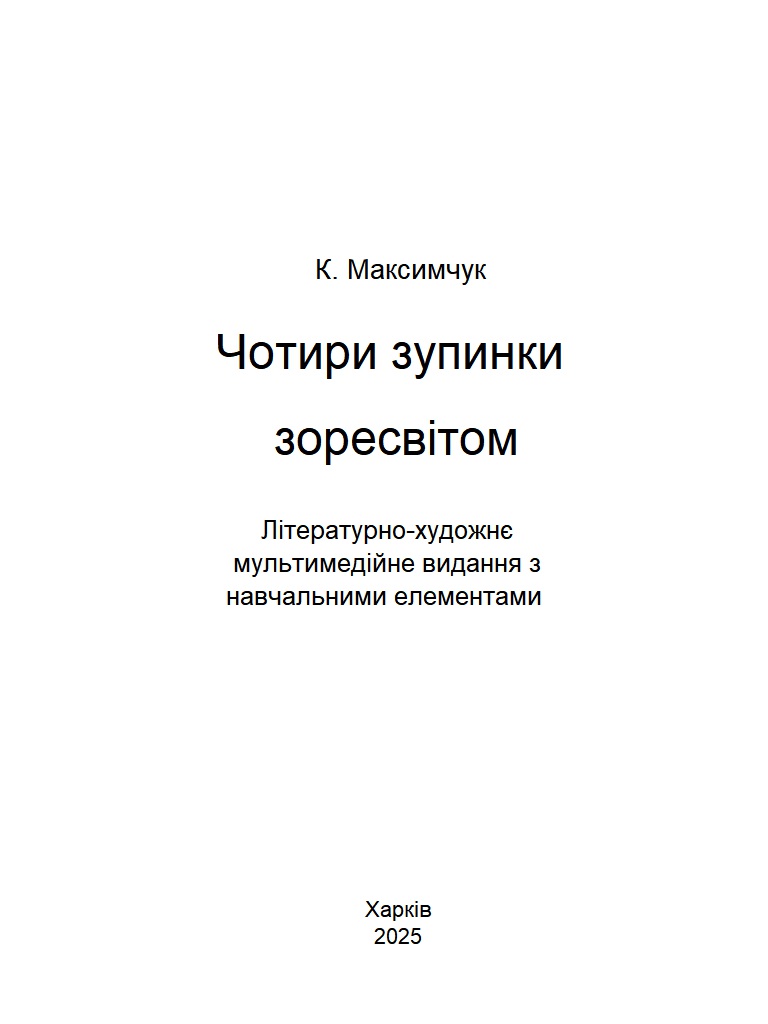 К. Максимчук
Чотири зупинки
зоресвітом
Літературно-художнє
мультимедійне видання з
навчальними елементами
Харків
2025